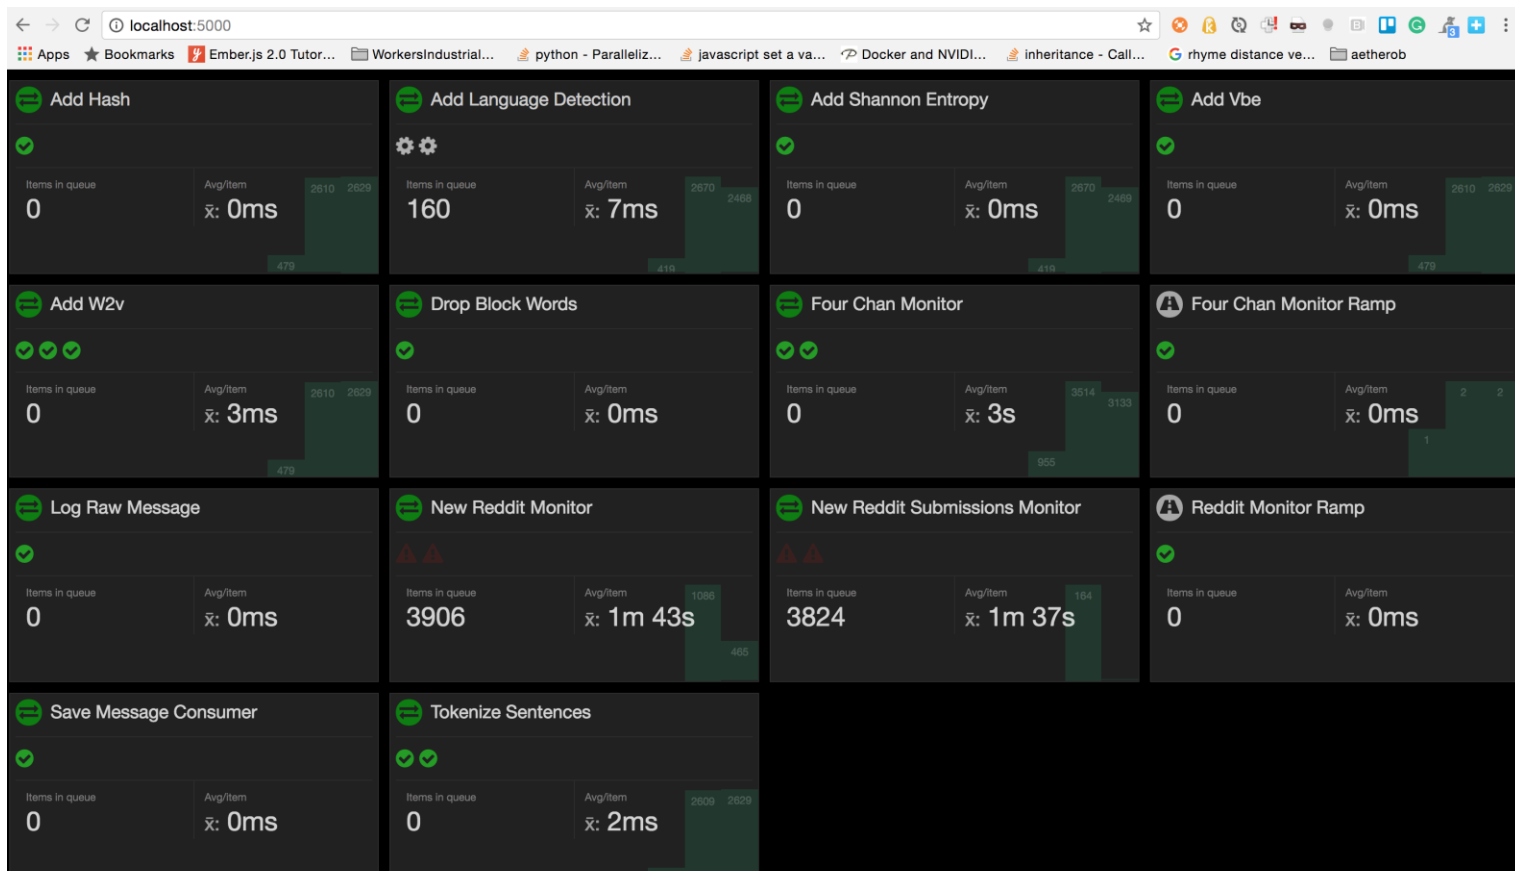 localhost:5000
Apps Bookmarks Ember.js 2.0 Tutor... WorkersIndustrial... python - Paralleliz... javascript set a va... Docker and NVIDI... inheritance - Call... rhyme distance ve... aetherob
3
Add Hash
Items in queue
0
Avg/item
x̄: 0ms
479 2610 2629
Add Language Detection
Items in queue
160
Avg/item
x̄: 7ms
419 2670 2468
Add Shannon Entropy
Items in queue
0
Avg/item
x̄: 0ms
419 2670 2469
Add Vbe
Items in queue
0
Avg/item
x̄: 0ms
479 2610 2629
Add W2v
Items in queue
0
Avg/item
x̄: 3ms
479 2610 2629
Drop Block Words
Items in queue
0
Avg/item
x̄: 0ms
Four Chan Monitor
Items in queue
0
Avg/item
x̄: 3s
955 3514 3133
Four Chan Monitor Ramp
Items in queue
0
Avg/item
x̄: 0ms
1 2 2
Log Raw Message
Items in queue
0
Avg/item
x̄: 0ms
New Reddit Monitor
Items in queue
3906
Avg/item
x̄: 1m 43s
1086 465
New Reddit Submissions Monitor
Items in queue
3824
Avg/item
x̄: 1m 37s
164
Reddit Monitor Ramp
Items in queue
0
Avg/item
x̄: 0ms
Save Message Consumer
Items in queue
0
Avg/item
x̄: 0ms
Tokenize Sentences
Items in queue
0
Avg/item
x̄: 2ms
2609 2629